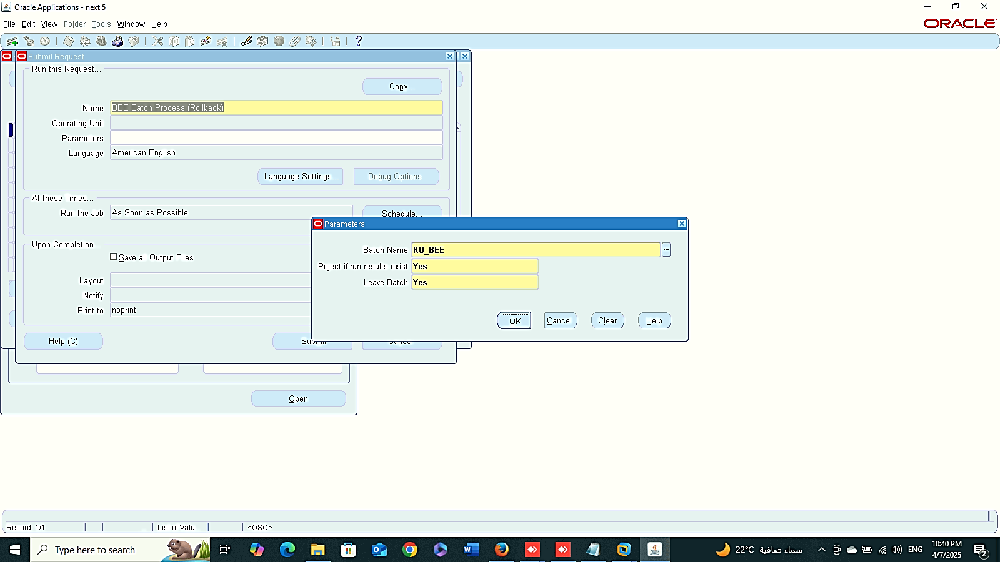 Oracle Applications - next 5
File Edit View Folder Tools Window Help
ORACLE
Submit Request
Run this Request...
Copy...
Name BEE Batch Process (Rollback)
Operating Unit
Parameters
Language American English
Language Settings... Debug Options
At these Times...
Run the Job As Soon as Possible Schedule...
Parameters
Batch Name KU_BEE
Reject if run results exist Yes
Leave Batch Yes
OK Cancel Clear Help
Upon Completion...
Save all Output Files
Layout
Notify
Print to noprint
Help (C) Submit Cancel
Open
Record: 1/1 ... List of Valu... <OSC>
Type here to search
22°C سماء صافية
ENG
10:40 PM
4/7/2025
2